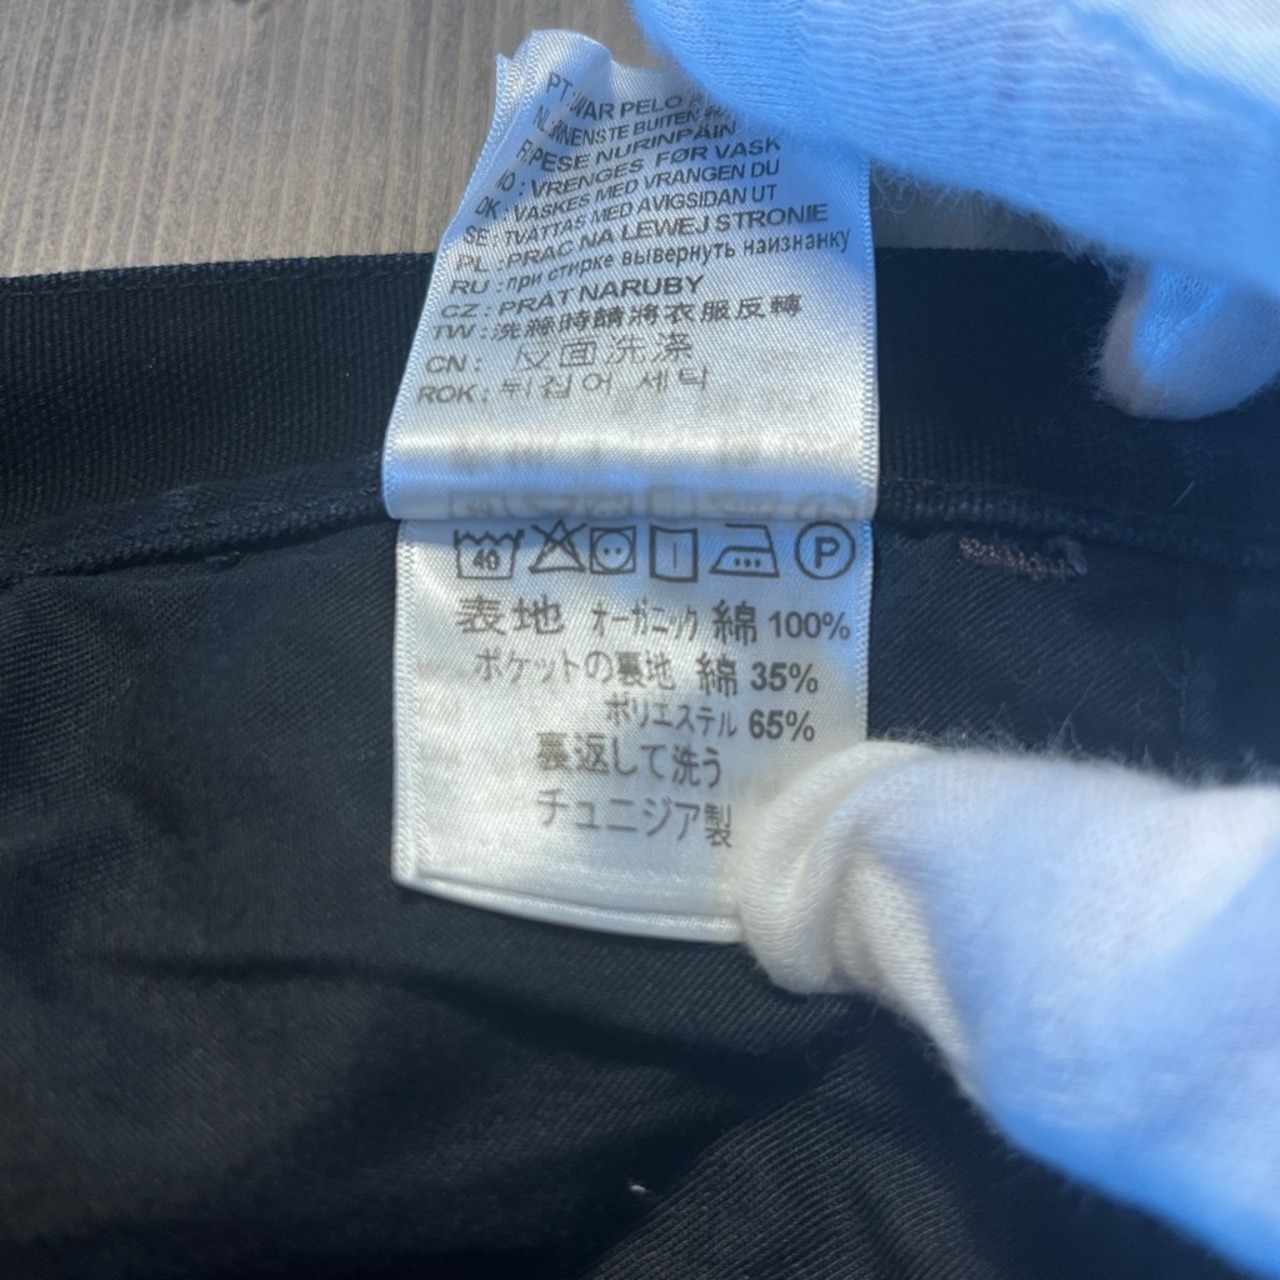 PT: LAVAR PELO
NL: BINNENSTE BUITEN
FI: PESE NURINPÄIN
NO : VRENGES FØR VASK
DK : VASKES MED VRANGEN DU
SE : TVÄTTAS MED AVIGSIDAN UT
PL : PRAC NA LEWEJ STRONIE
RU : при стирке вывернуть наизнанку
CZ : PRÁT NARUBY
TW : 洗滌時請將衣服反轉
CN : 反面洗涤
ROK : 뒤집어 세탁
40 P
表地 オーガニック 綿 100%
ポケットの裏地 綿 35%
ポリエステル 65%
裏返して洗う
チュニジア製